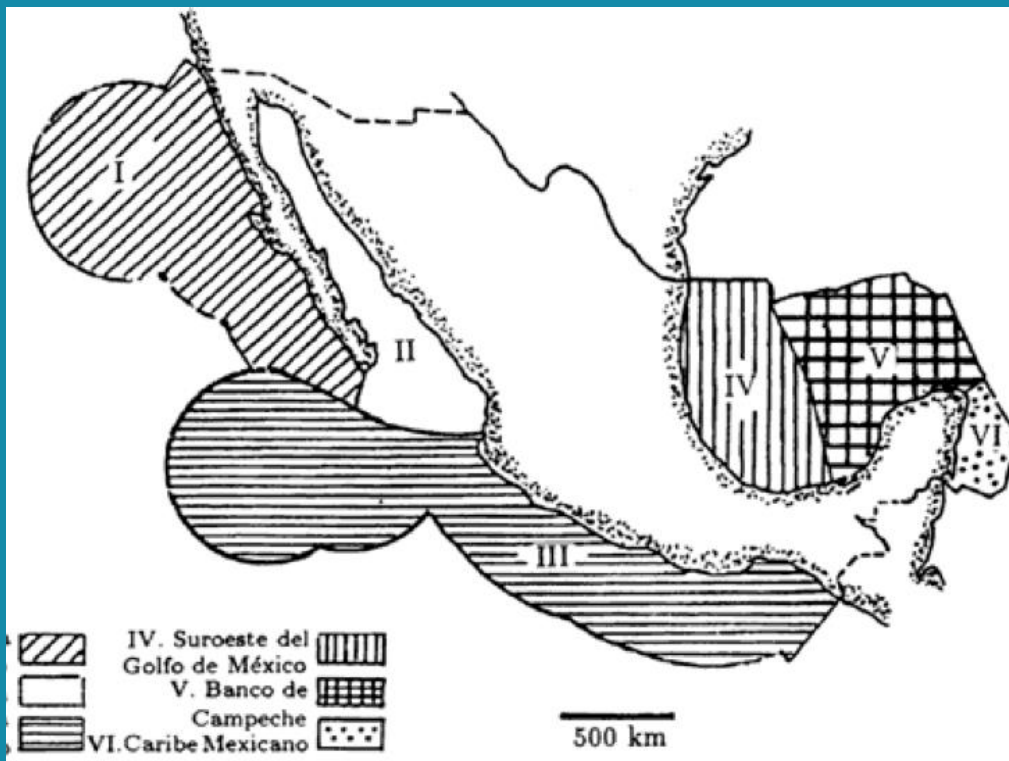 I
II
III
IV
V
VI
IV. Suroeste del
Golfo de México
V. Banco de
Campeche
VI. Caribe Mexicano
500 km